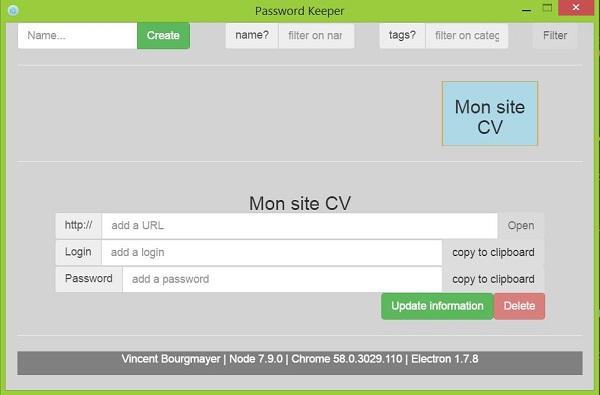 Password Keeper
Name... Create name? filter on nar tags? filter on categ Filter
Mon site
CV
Mon site CV
http:// add a URL Open
Login add a login copy to clipboard
Password add a password copy to clipboard
Update information Delete
Vincent Bourgmayer | Node 7.9.0 | Chrome 58.0.3029.110 | Electron 1.7.8